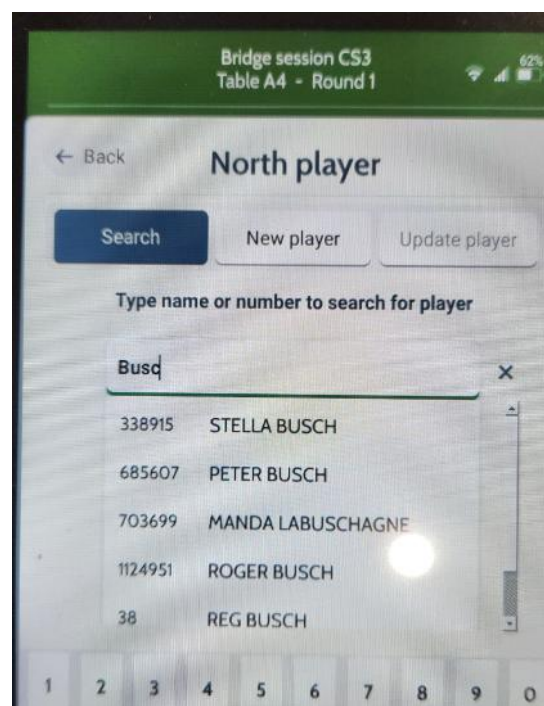 Bridge session CS3
Table A4 - Round 1
62%
← Back
North player
Search New player Update player
Type name or number to search for player
Busc
×
338915 STELLA BUSCH
685607 PETER BUSCH
703699 MANDA LABUSCHAGNE
1124951 ROGER BUSCH
38 REG BUSCH
1 2 3 4 5 6 7 8 9 0